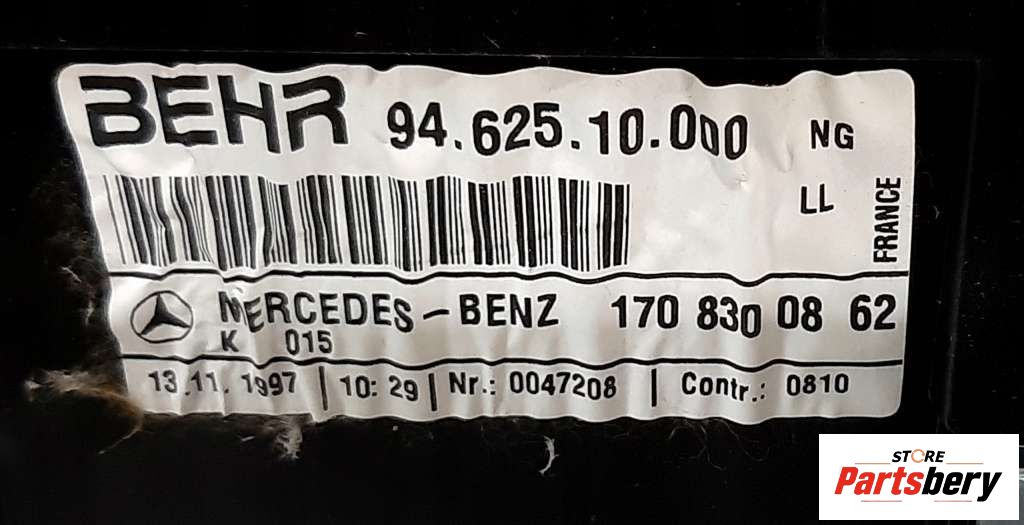 BEHR 94.625.10.000 NG
LL
FRANCE
MERCEDES-BENZ 170 830 08 62
K 015
13.11.1997 | 10:29 | Nr.: 0047208 | Contr.: 0810
STORE
Partsbery